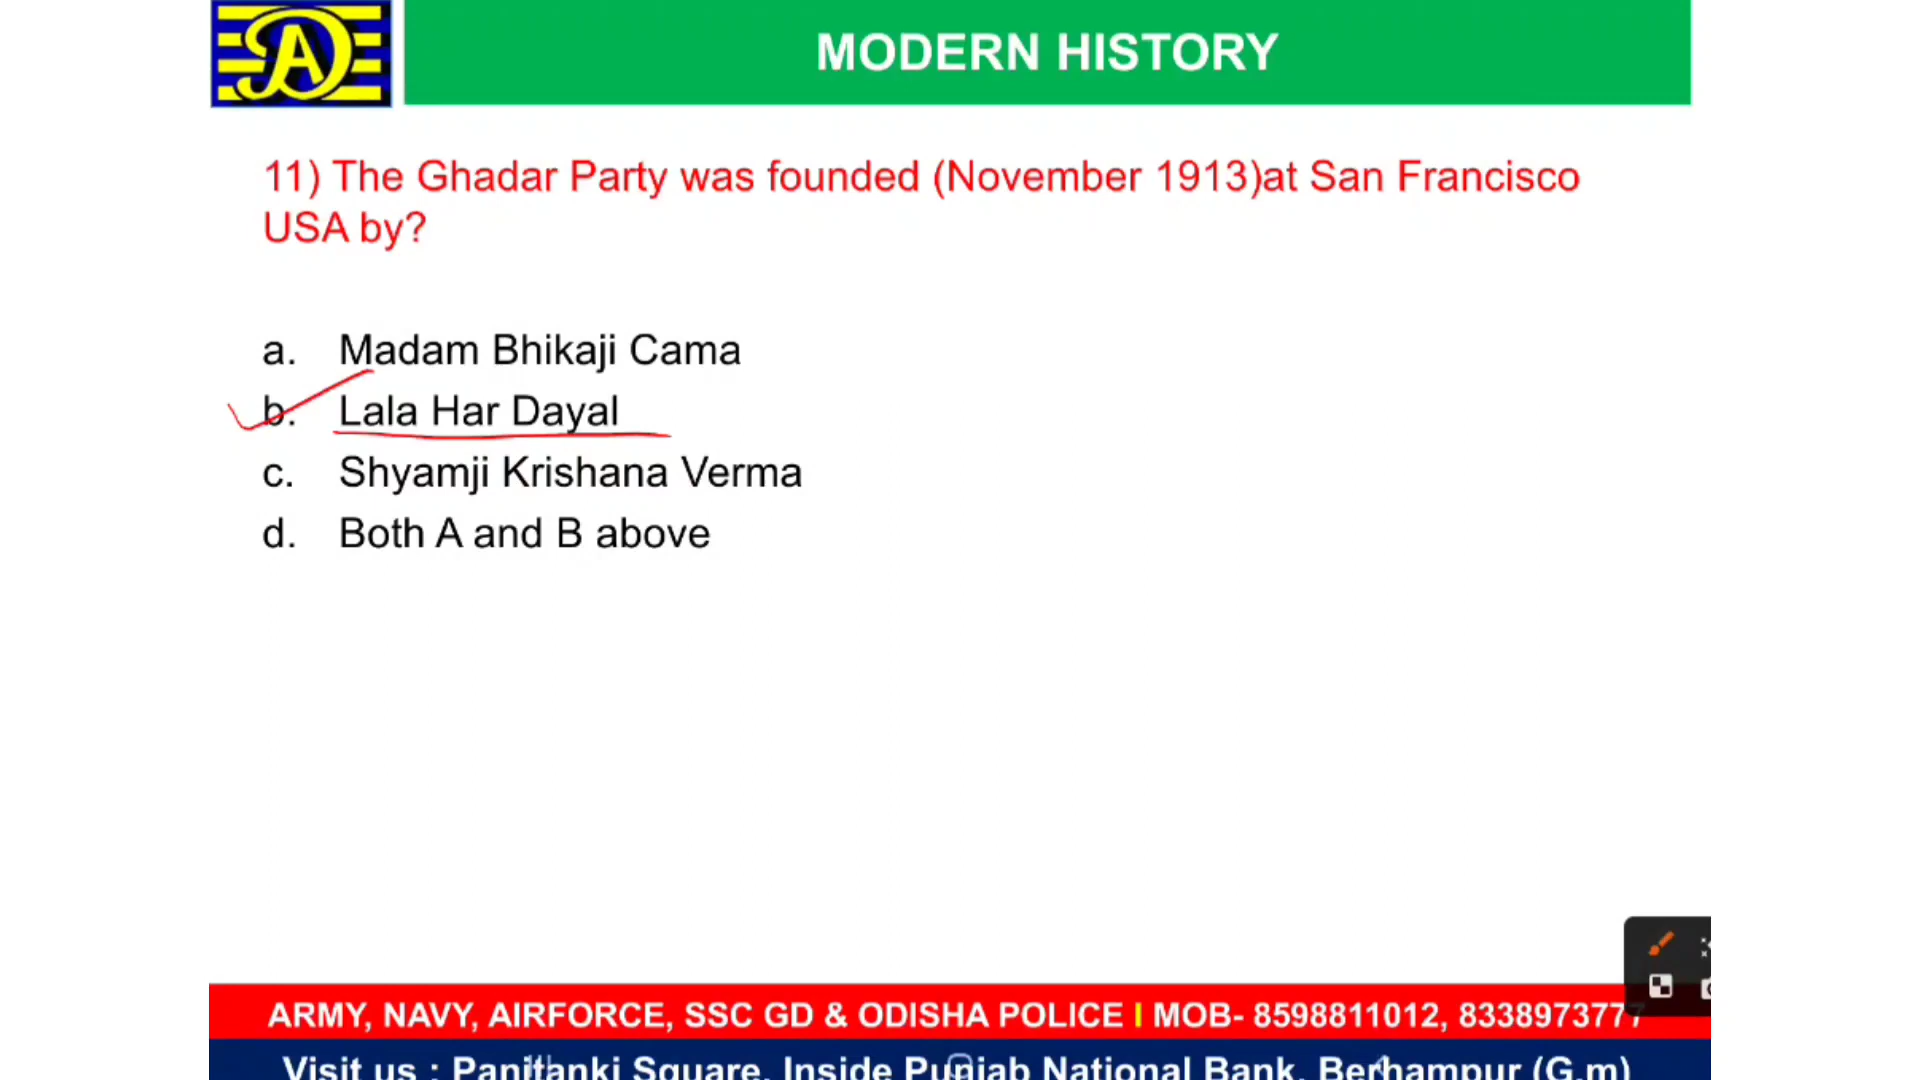 DA
MODERN HISTORY
11) The Ghadar Party was founded (November 1913)at San Francisco
USA by?
a. Madam Bhikaji Cama
b. Lala Har Dayal
c. Shyamji Krishana Verma
d. Both A and B above
ARMY, NAVY, AIRFORCE, SSC GD & ODISHA POLICE I MOB- 8598811012, 8338973777
Visit us : Panitanki Square, Inside Punjab National Bank, Berhampur (G.m)